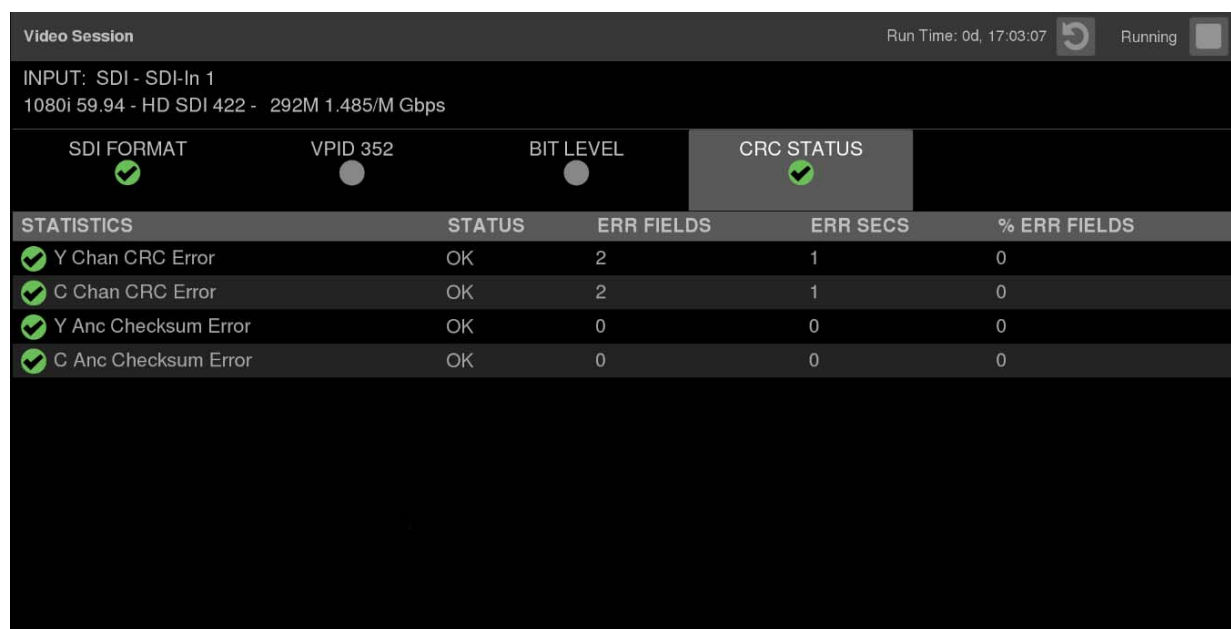 Video Session Run Time: 0d, 17:03:07 Running
INPUT: SDI - SDI-In 1
1080i 59.94 - HD SDI 422 - 292M 1.485/M Gbps
SDI FORMAT VPID 352 BIT LEVEL CRC STATUS
STATISTICS STATUS ERR FIELDS ERR SECS % ERR FIELDS
Y Chan CRC Error OK 2 1 0
C Chan CRC Error OK 2 1 0
Y Anc Checksum Error OK 0 0 0
C Anc Checksum Error OK 0 0 0